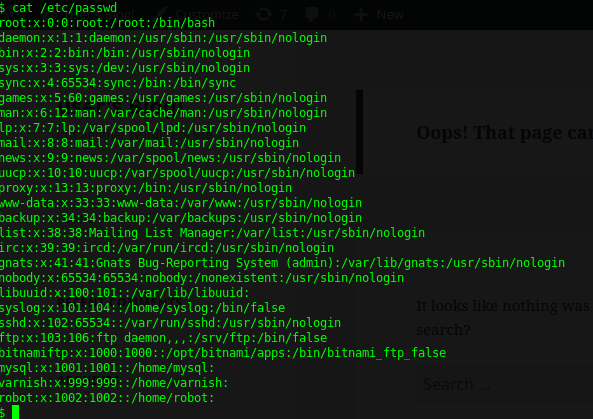 Customize 7 0 New
$ cat /etc/passwd
root:x:0:0:root:/root:/bin/bash
daemon:x:1:1:daemon:/usr/sbin:/usr/sbin/nologin
bin:x:2:2:bin:/bin:/usr/sbin/nologin
sys:x:3:3:sys:/dev:/usr/sbin/nologin
sync:x:4:65534:sync:/bin:/bin/sync
games:x:5:60:games:/usr/games:/usr/sbin/nologin
man:x:6:12:man:/var/cache/man:/usr/sbin/nologin
lp:x:7:7:lp:/var/spool/lpd:/usr/sbin/nologin
mail:x:8:8:mail:/var/mail:/usr/sbin/nologin
news:x:9:9:news:/var/spool/news:/usr/sbin/nologin
uucp:x:10:10:uucp:/var/spool/uucp:/usr/sbin/nologin
proxy:x:13:13:proxy:/bin:/usr/sbin/nologin
www-data:x:33:33:www-data:/var/www:/usr/sbin/nologin
backup:x:34:34:backup:/var/backups:/usr/sbin/nologin
list:x:38:38:Mailing List Manager:/var/list:/usr/sbin/nologin
irc:x:39:39:ircd:/var/run/ircd:/usr/sbin/nologin
gnats:x:41:41:Gnats Bug-Reporting System (admin):/var/lib/gnats:/usr/sbin/nologin
nobody:x:65534:65534:nobody:/nonexistent:/usr/sbin/nologin
libuuid:x:100:101::/var/lib/libuuid:
syslog:x:101:104::/home/syslog:/bin/false
sshd:x:102:65534::/var/run/sshd:/usr/sbin/nologin
ftp:x:103:106:ftp daemon,,,:/srv/ftp:/bin/false
bitnamiftp:x:1000:1000::/opt/bitnami/apps:/bin/bitnami_ftp_false
mysql:x:1001:1001::/home/mysql:
varnish:x:999:999::/home/varnish:
robot:x:1002:1002::/home/robot:
$
Oops! That page can
It looks like nothing was
search?
Search ...